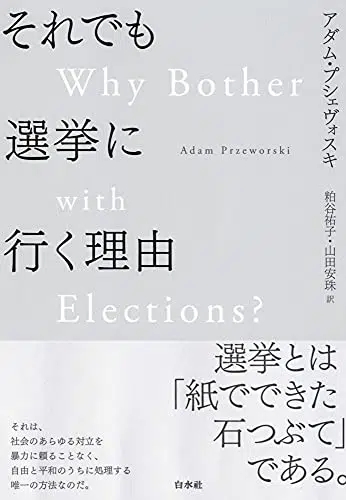 それでも
Why Bother
選挙に
Adam Przeworski
with
行く理由
Elections?
アダム・プシェヴォスキ
粕谷祐子・山田安珠 訳
選挙とは
「紙でできた
石つぶて」
である。
それは、
社会のあらゆる対立を
暴力に頼ることなく、
自由と平和のうちに処理する
唯一の方法なのだ。
白水社